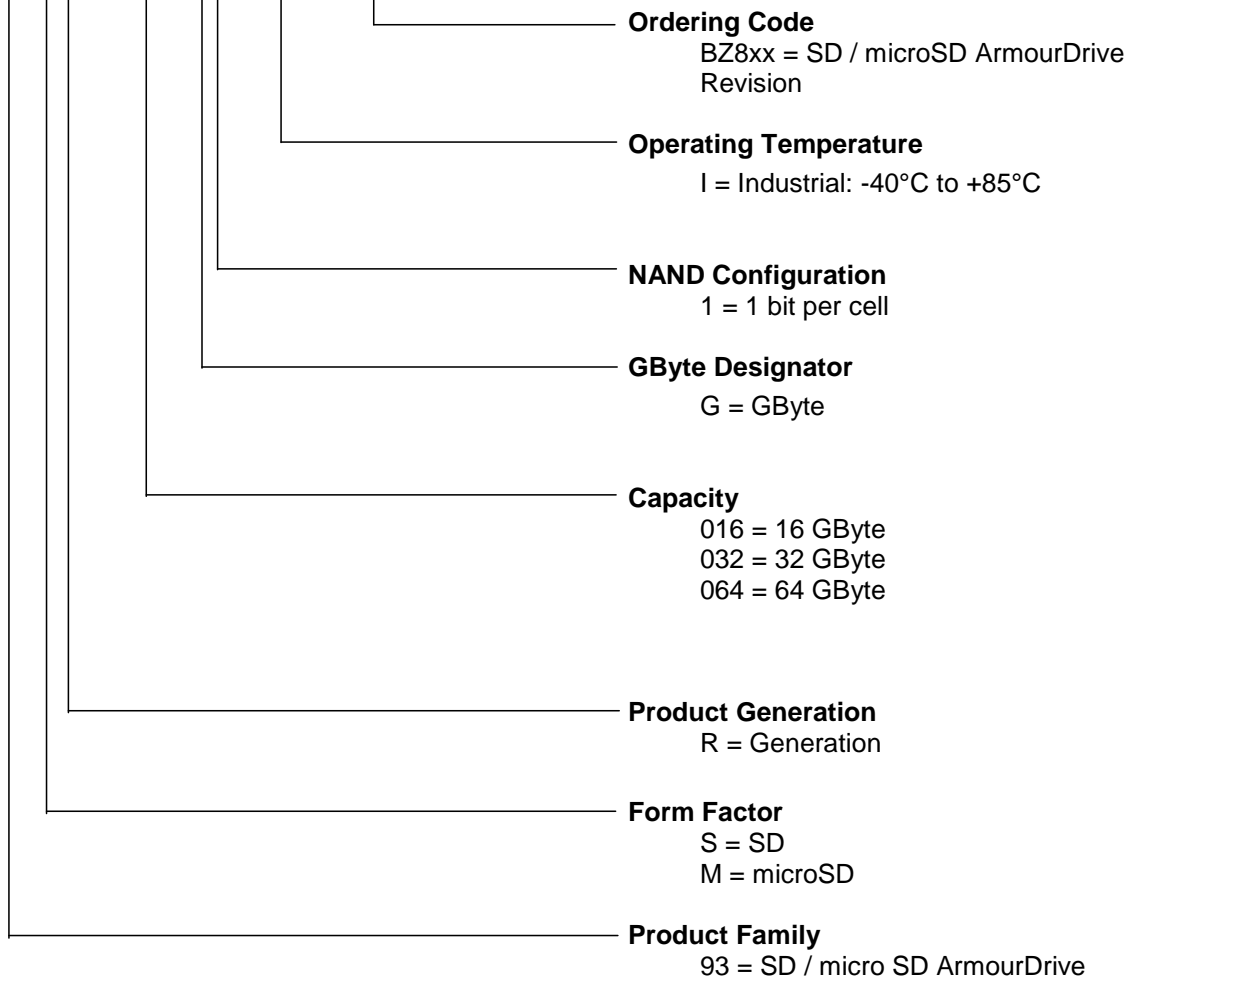 Ordering Code
BZ8xx = SD / microSD ArmourDrive
Revision
Operating Temperature
I = Industrial: -40°C to +85°C
NAND Configuration
1 = 1 bit per cell
GByte Designator
G = GByte
Capacity
016 = 16 GByte
032 = 32 GByte
064 = 64 GByte
Product Generation
R = Generation
Form Factor
S = SD
M = microSD
Product Family
93 = SD / micro SD ArmourDrive